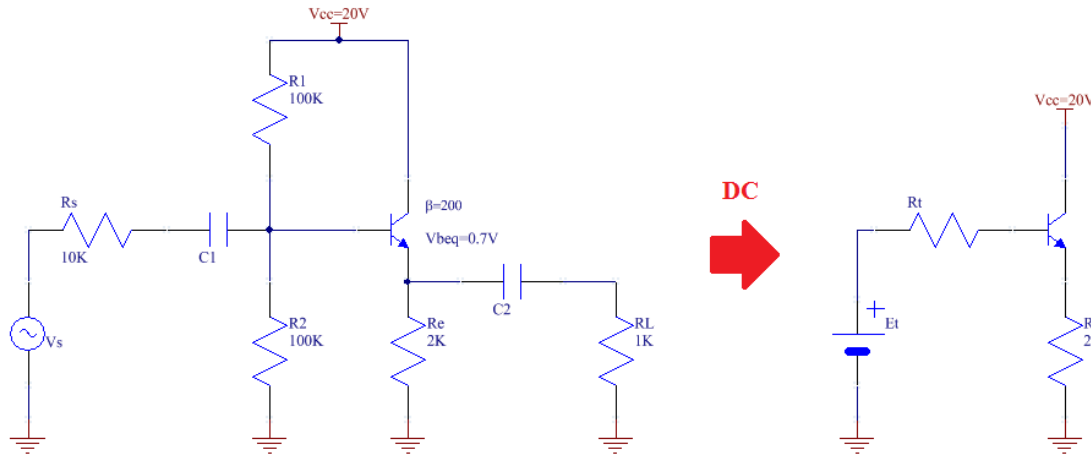 Vcc=20V
R1
100K
Rs
10K
C1
β=200
Vbeq=0.7V
Vs
R2
100K
Re
2K
C2
RL
1K
DC
Vcc=20V
Rt
+
Et
R
2